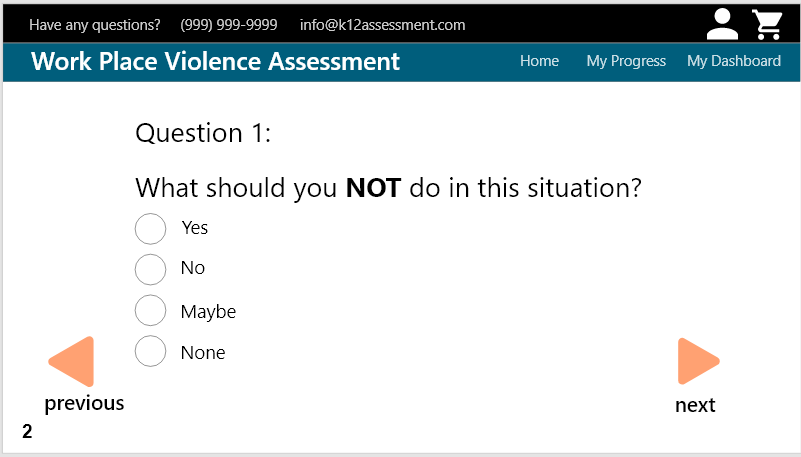 Have any questions? (999) 999-9999 info@k12assessment.com
Work Place Violence Assessment Home My Progress My Dashboard
Question 1:
What should you NOT do in this situation?
Yes
No
Maybe
None
previous
next
2